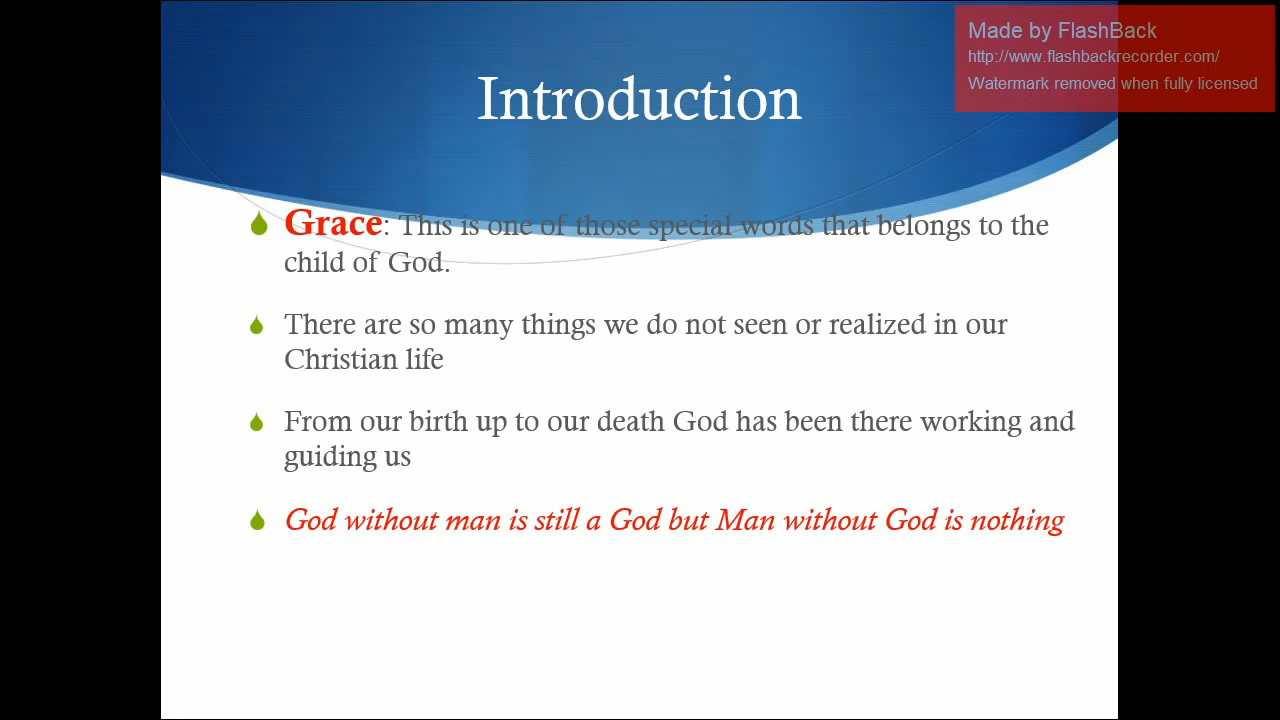 Made by FlashBack
http://www.flashbackrecorder.com/
Watermark removed when fully licensed
Introduction
Grace: This is one of those special words that belongs to the
child of God.
There are so many things we do not seen or realized in our
Christian life
From our birth up to our death God has been there working and
guiding us
God without man is still a God but Man without God is nothing